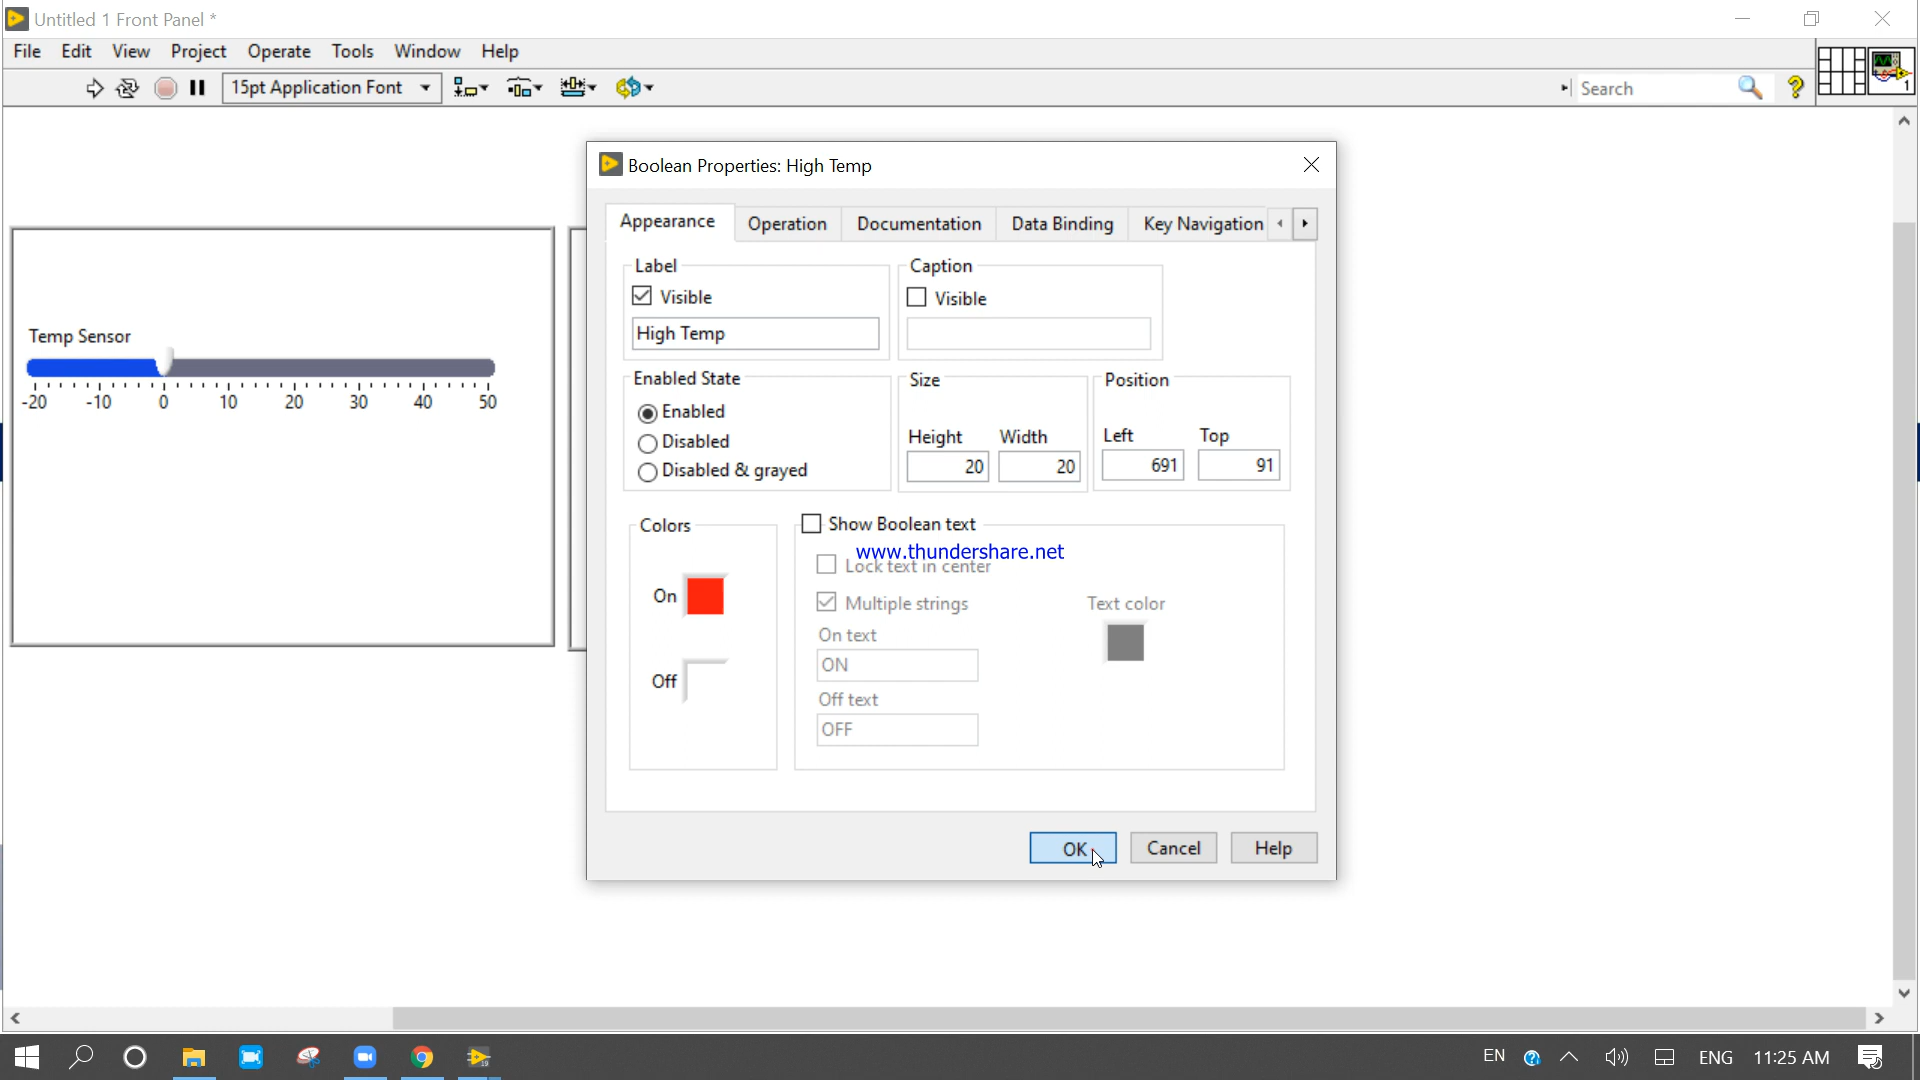 Untitled 1 Front Panel *
File Edit View Project Operate Tools Window Help
15pt Application Font
Search
1
Boolean Properties: High Temp
Appearance Operation Documentation Data Binding Key Navigation
Label
Visible
High Temp
Caption
Visible
Temp Sensor
-20 -10 0 10 20 30 40 50
Enabled State
Enabled
Disabled
Disabled & grayed
Size
Height Width
20 20
Position
Left Top
691 91
Colors
On
Off
Show Boolean text
www.thundershare.net
Lock text in center
Multiple strings
Text color
On text
ON
Off text
OFF
OK Cancel Help
EN ENG 11:25 AM